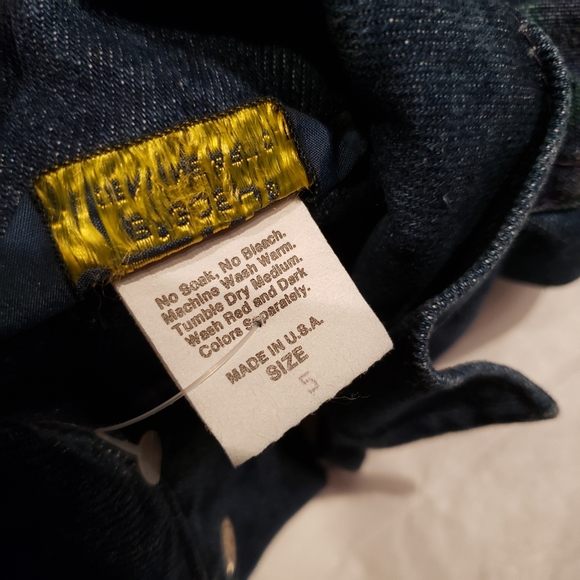 No Soak, No Bleach.
Machine Wash Warm.
Tumble Dry Medium.
Wash Red and Dark
Colors Separately.
MADE IN U.S.A.
SIZE
5